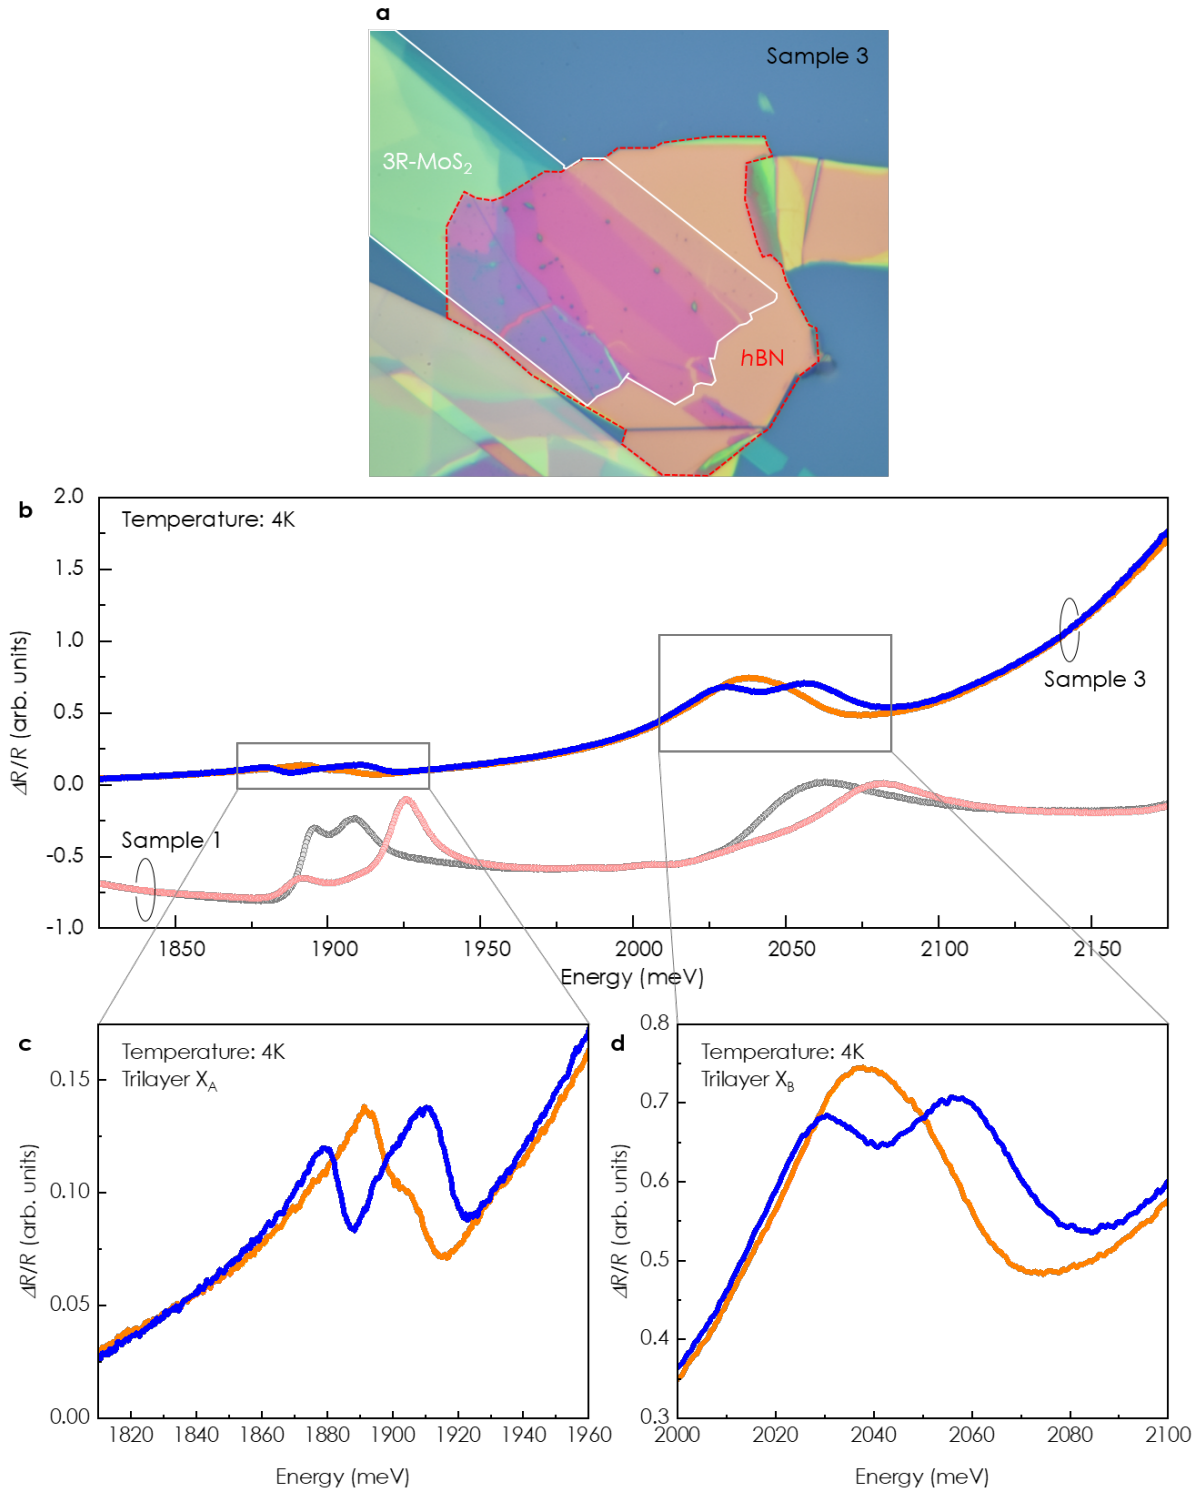 a
Sample 3
3R-MoS₂
hBN
b
Temperature: 4K
2.0
1.5
1.0
0.5
0.0
-0.5
-1.0
ΔR/R (arb. units)
Sample 3
Sample 1
1850 1900 1950 2000 2050 2100 2150
Energy (meV)
c
Temperature: 4K
Trilayer X_A
0.15
0.10
0.05
0.00
ΔR/R (arb. units)
1820 1840 1860 1880 1900 1920 1940 1960
Energy (meV)
d
Temperature: 4K
Trilayer X_B
0.8
0.7
0.6
0.5
0.4
0.3
ΔR/R (arb. units)
2000 2020 2040 2060 2080 2100
Energy (meV)